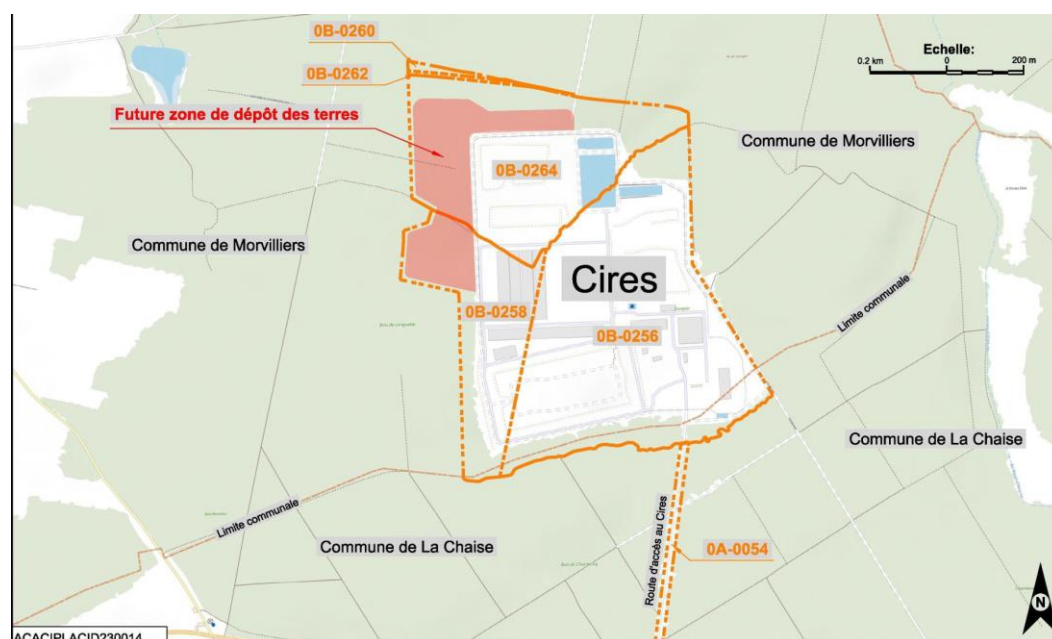 0B-0260
Echelle:
0B-0262
0.2 km 0 200 m
Future zone de dépôt des terres
Commune de Morvilliers
0B-0264
Commune de Morvilliers
Cires
Limite communale
0B-0258
0B-0256
Commune de La Chaise
Limite communale
Commune de La Chaise
Route d'accès au Cires
0A-0054
N
ACACIPLACID230014